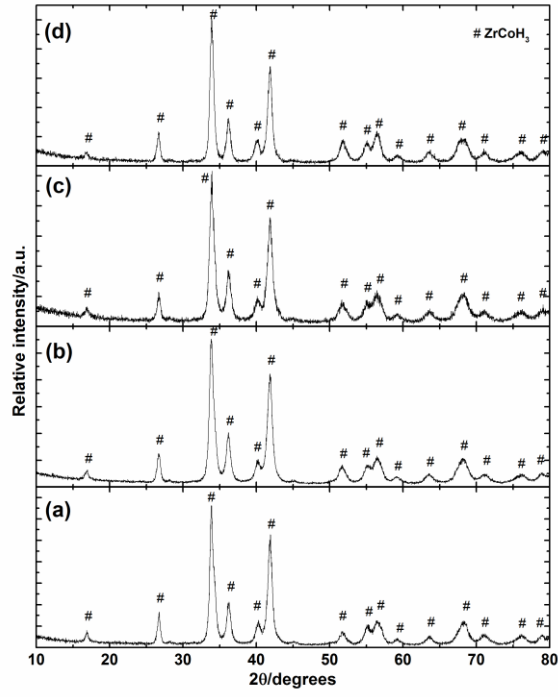 (d)
# ZrCoH3
# # # # # # # # # # # # # # #
(c)
# # # # # # # # # # # # # # #
(b)
# # # # # # # # # # # # # # #
(a)
# # # # # # # # # # # # # # #
Relative intensity/a.u.
10 20 30 40 50 60 70 80
2θ/degrees